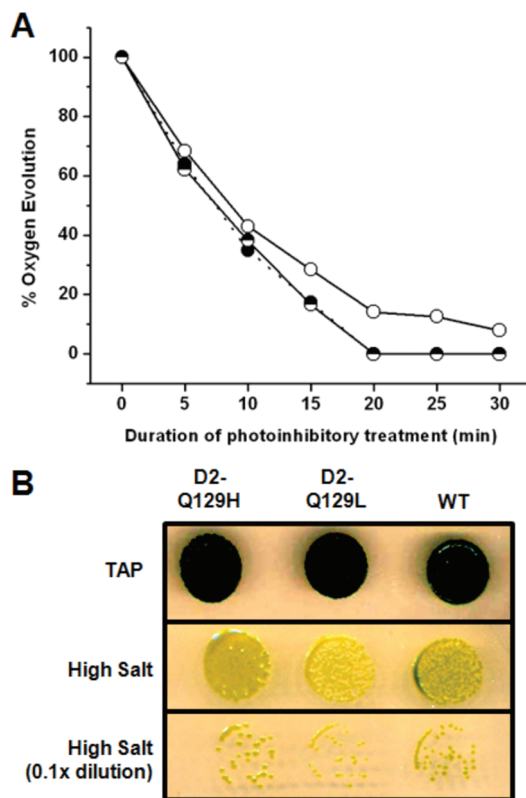 A
% Oxygen Evolution
100
80
60
40
20
0
0 5 10 15 20 25 30
Duration of photoinhibitory treatment (min)
B
D2-
Q129H
D2-
Q129L
WT
TAP
High Salt
High Salt
(0.1x dilution)